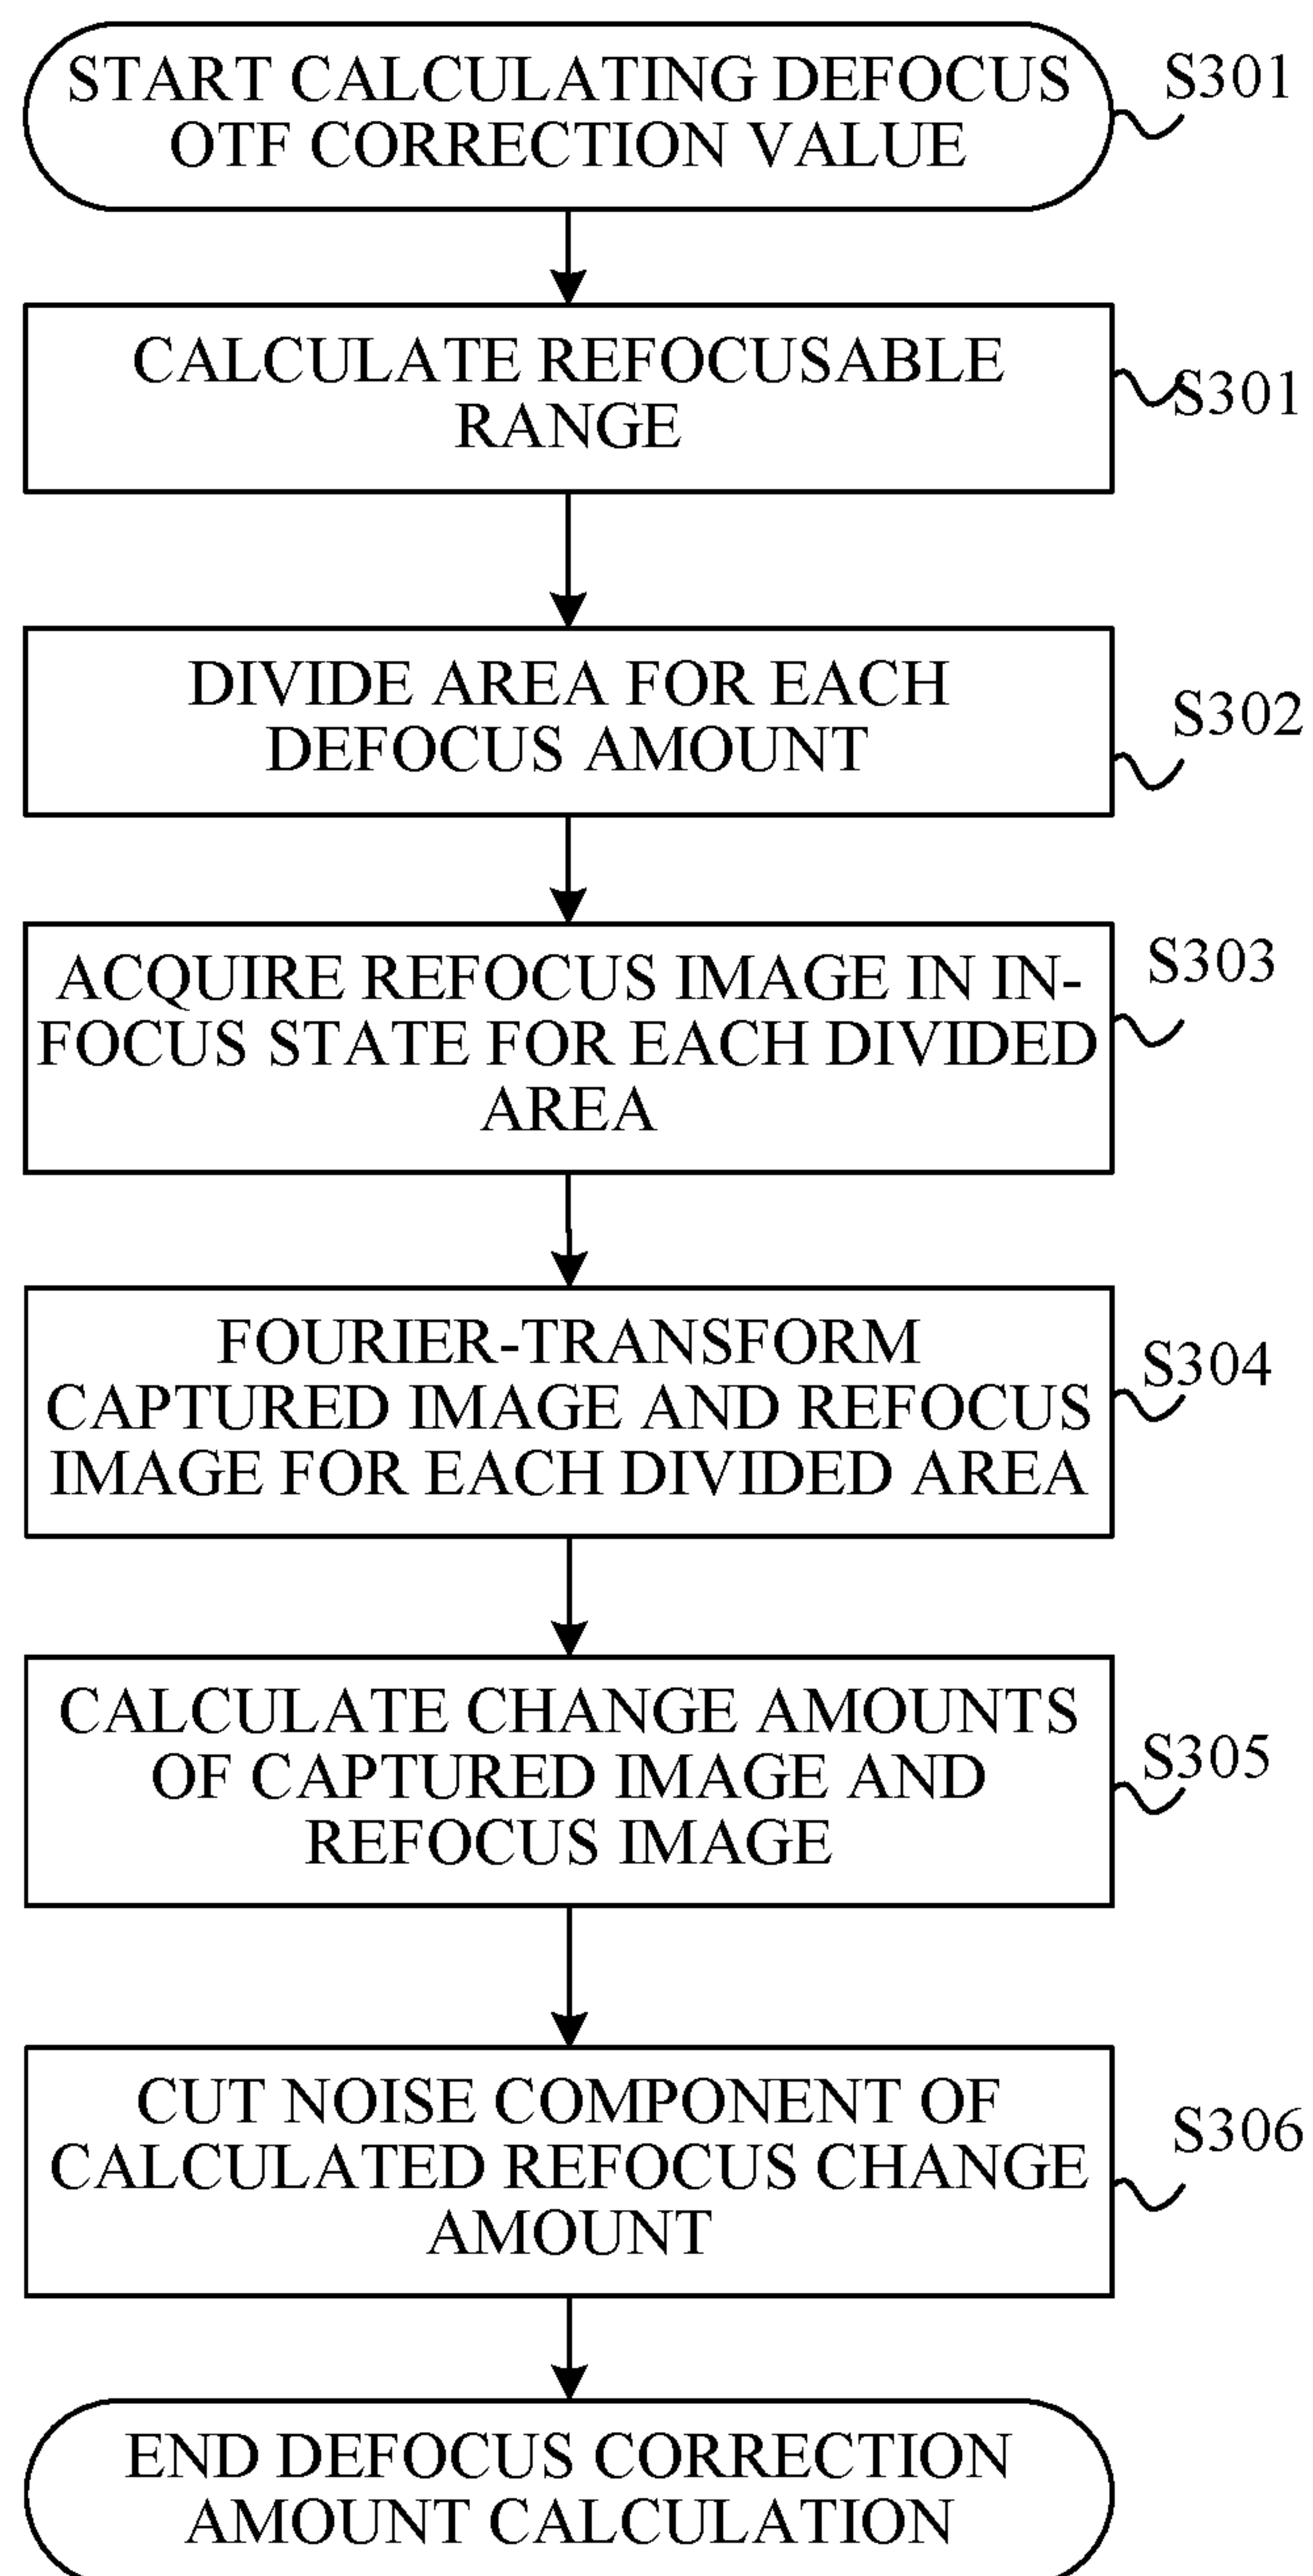 START CALCULATING DEFOCUS
OTF CORRECTION VALUE
S301
CALCULATE REFOCUSABLE
RANGE
S301
DIVIDE AREA FOR EACH
DEFOCUS AMOUNT
S302
ACQUIRE REFOCUS IMAGE IN IN-
FOCUS STATE FOR EACH DIVIDED
AREA
S303
FOURIER-TRANSFORM
CAPTURED IMAGE AND REFOCUS
IMAGE FOR EACH DIVIDED AREA
S304
CALCULATE CHANGE AMOUNTS
OF CAPTURED IMAGE AND
REFOCUS IMAGE
S305
CUT NOISE COMPONENT OF
CALCULATED REFOCUS CHANGE
AMOUNT
S306
END DEFOCUS CORRECTION
AMOUNT CALCULATION